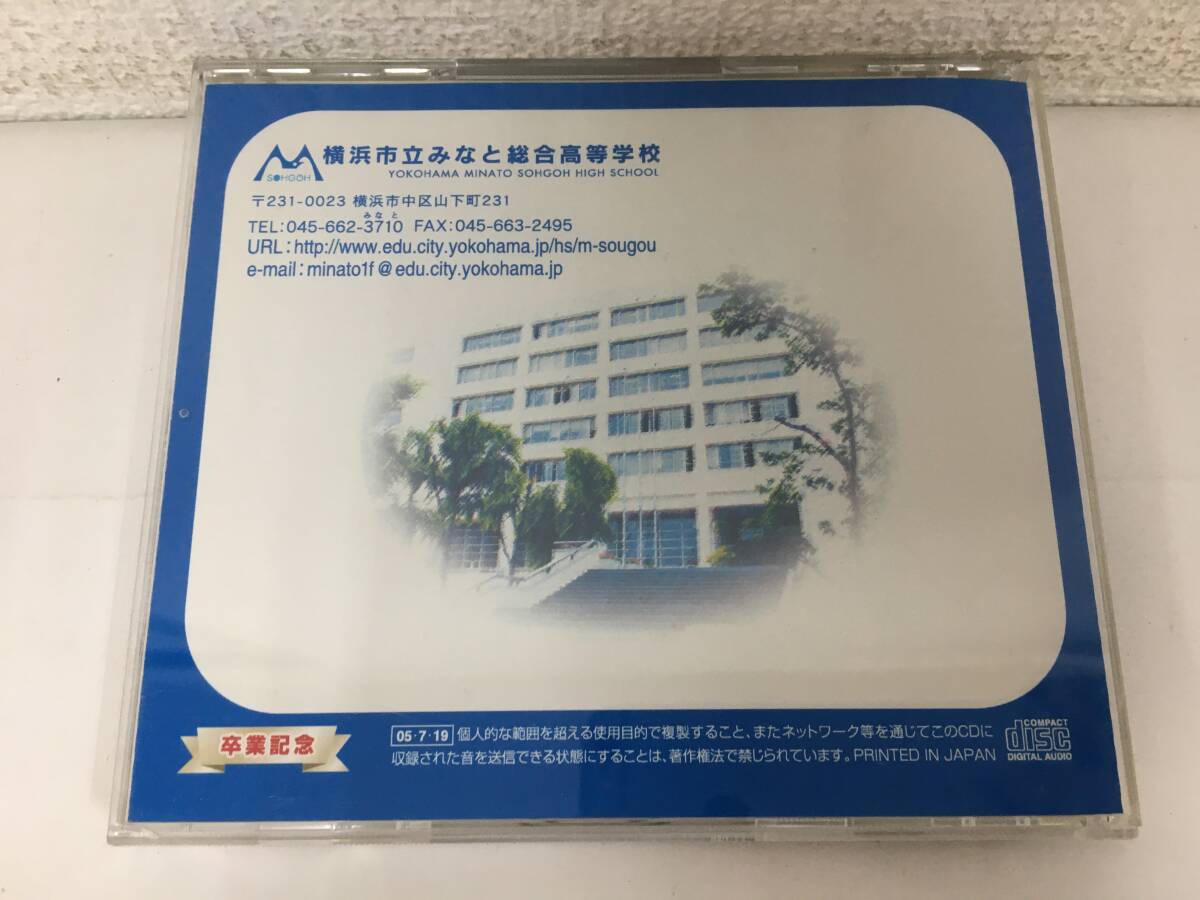 SOHGOH
横浜市立みなと総合高等学校
YOKOHAMA MINATO SOHGOH HIGH SCHOOL
〒231-0023 横浜市中区山下町231
みなと
TEL:045-662-3710 FAX:045-663-2495
URL:http://www.edu.city.yokohama.jp/hs/m-sougou
e-mail:minato1f@edu.city.yokohama.jp
卒業記念
05・7・19 個人的な範囲を超える使用目的で複製すること、またネットワーク等を通じてこのCDに
収録された音を送信できる状態にすることは、著作権法で禁じられています。PRINTED IN JAPAN
COMPACT
disc
DIGITAL AUDIO